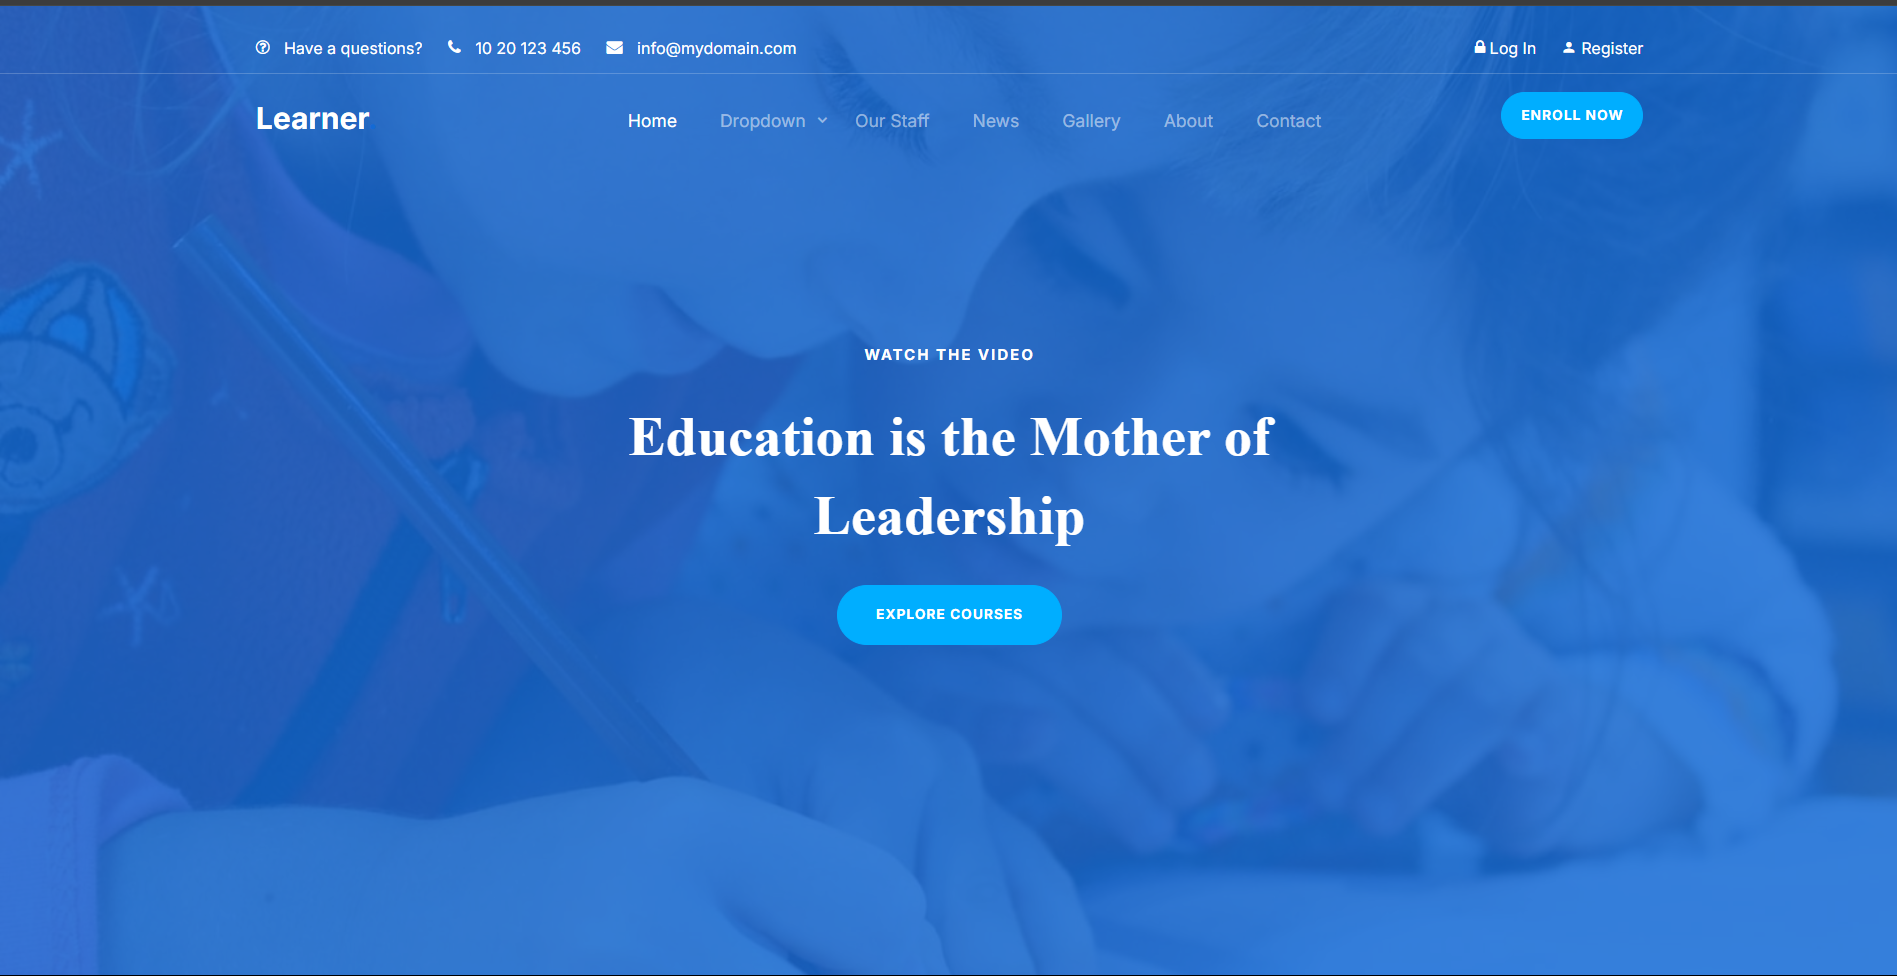 Have a questions? 10 20 123 456 info@mydomain.com Log In Register
Learner Home Dropdown Our Staff News Gallery About Contact ENROLL NOW
WATCH THE VIDEO
Education is the Mother of
Leadership
EXPLORE COURSES